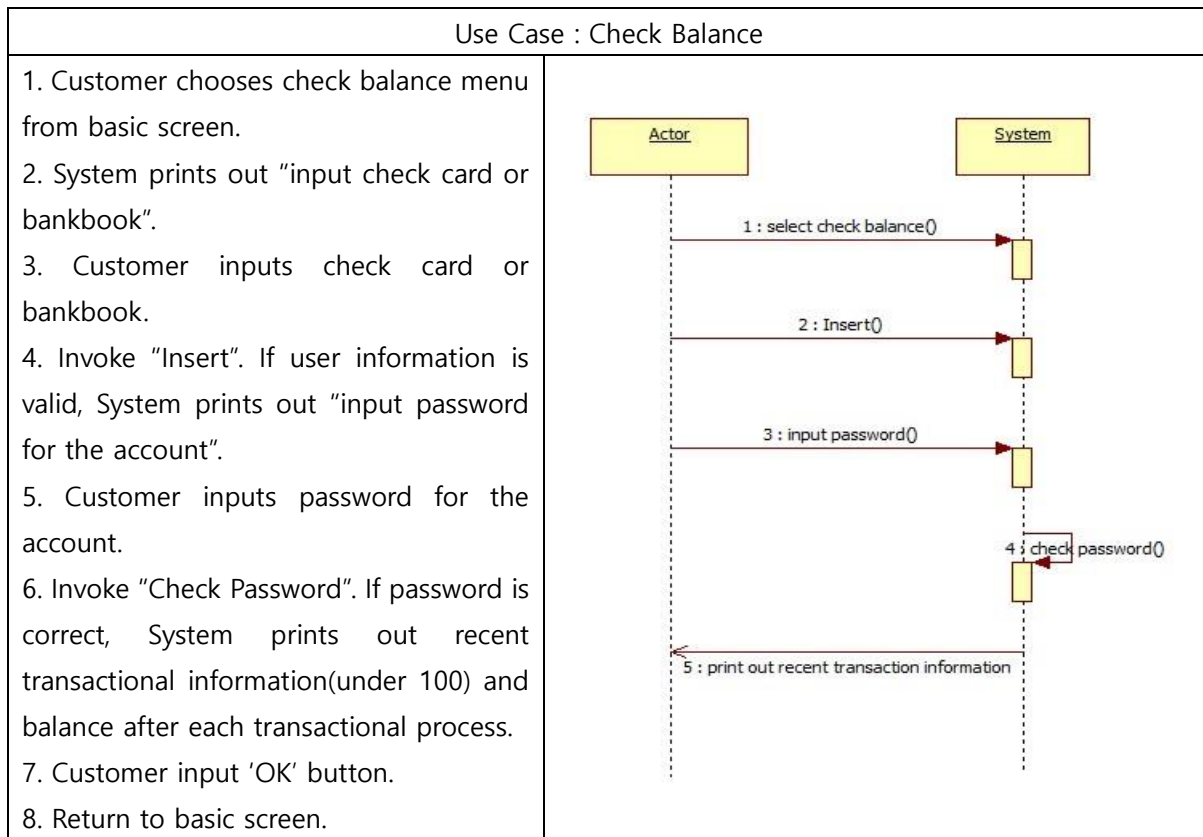 Use Case : Check Balance
1. Customer chooses check balance menu
from basic screen.
2. System prints out “input check card or
bankbook”.
3. Customer inputs check card or
bankbook.
4. Invoke “Insert”. If user information is
valid, System prints out “input password
for the account”.
5. Customer inputs password for the
account.
6. Invoke “Check Password”. If password is
correct, System prints out recent
transactional information(under 100) and
balance after each transactional process.
7. Customer input ‘OK’ button.
8. Return to basic screen.
Actor
System
1 : select check balance()
2 : Insert()
3 : input password()
4 : check password()
5 : print out recent transaction information